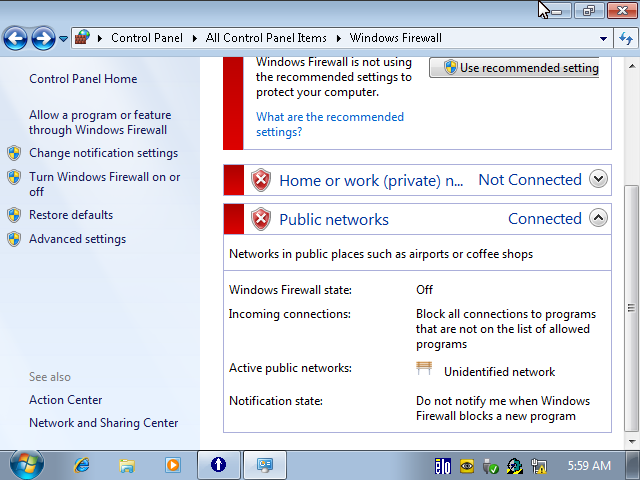 Control Panel
All Control Panel Items
Windows Firewall
Control Panel Home
Allow a program or feature
through Windows Firewall
Change notification settings
Turn Windows Firewall on or
off
Restore defaults
Advanced settings
See also
Action Center
Network and Sharing Center
Windows Firewall is not using
the recommended settings to
protect your computer.
Use recommended setting
What are the recommended
settings?
Home or work (private) n... Not Connected
Public networks Connected
Networks in public places such as airports or coffee shops
Windows Firewall state: Off
Incoming connections: Block all connections to programs
that are not on the list of allowed
programs
Active public networks: Unidentified network
Notification state: Do not notify me when Windows
Firewall blocks a new program
5:59 AM